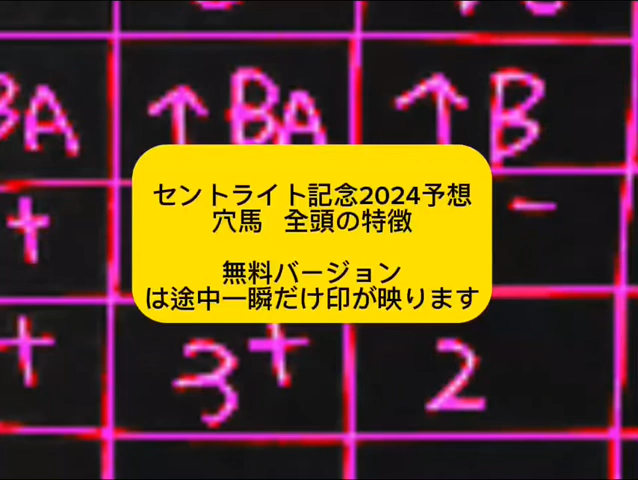 BA ↑BA ↑B
セントライト記念2024予想
穴馬 全頭の特徴
+ -
無料バージョン
は途中一瞬だけ印が映ります
+ 3+ 2